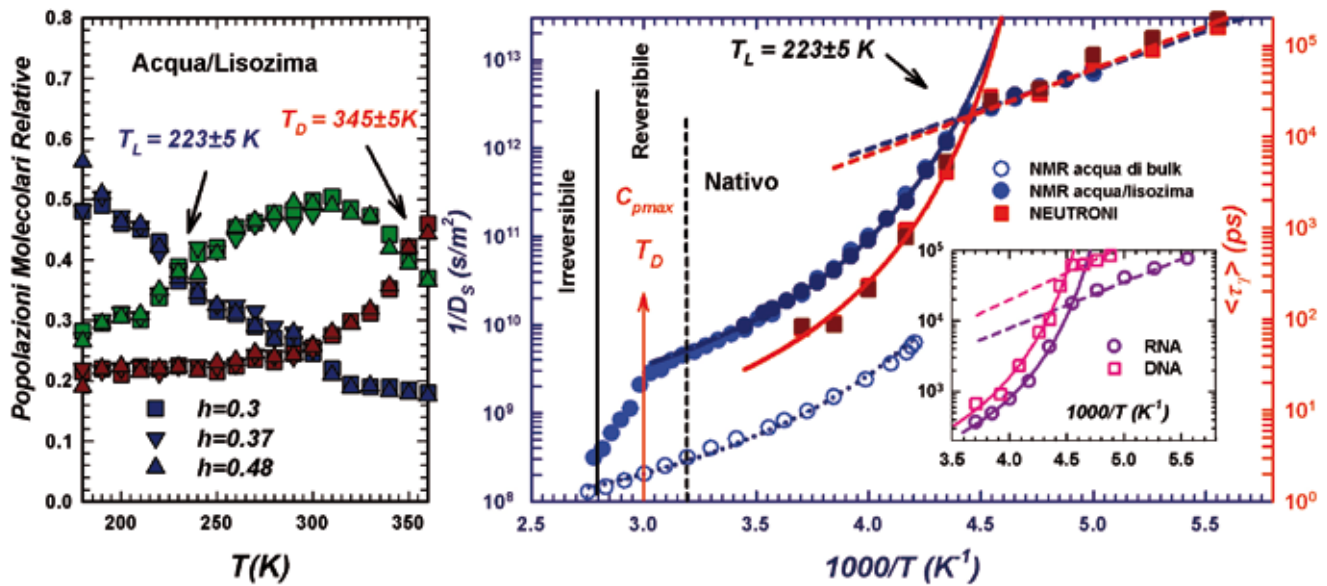 0.8
0.7
0.6
0.5
0.4
0.3
0.2
0.1
0.0
Popolazioni Molecolari Relative
Acqua/Lisozima
T_L = 223±5 K
T_D = 345±5K
h=0.3
h=0.37
h=0.48
200 250 300 350
T(K)
10^13
10^12
10^11
10^10
10^9
10^8
1/D_S (s/m^2)
Irreversibile
Reversibile
Nativo
C_pmax
T_D
T_L = 223±5 K
NMR acqua di bulk
NMR acqua/lisozima
NEUTRONI
10^5
10^4
10^3
RNA
DNA
1000/T (K^-1)
3.6 4.0 4.5 5.0 5.6
10^5
10^4
10^3
10^2
10^1
10^0
<τ_γ> (ps)
2.5 3.0 3.5 4.0 4.5 5.0 5.5
1000/T (K^-1)